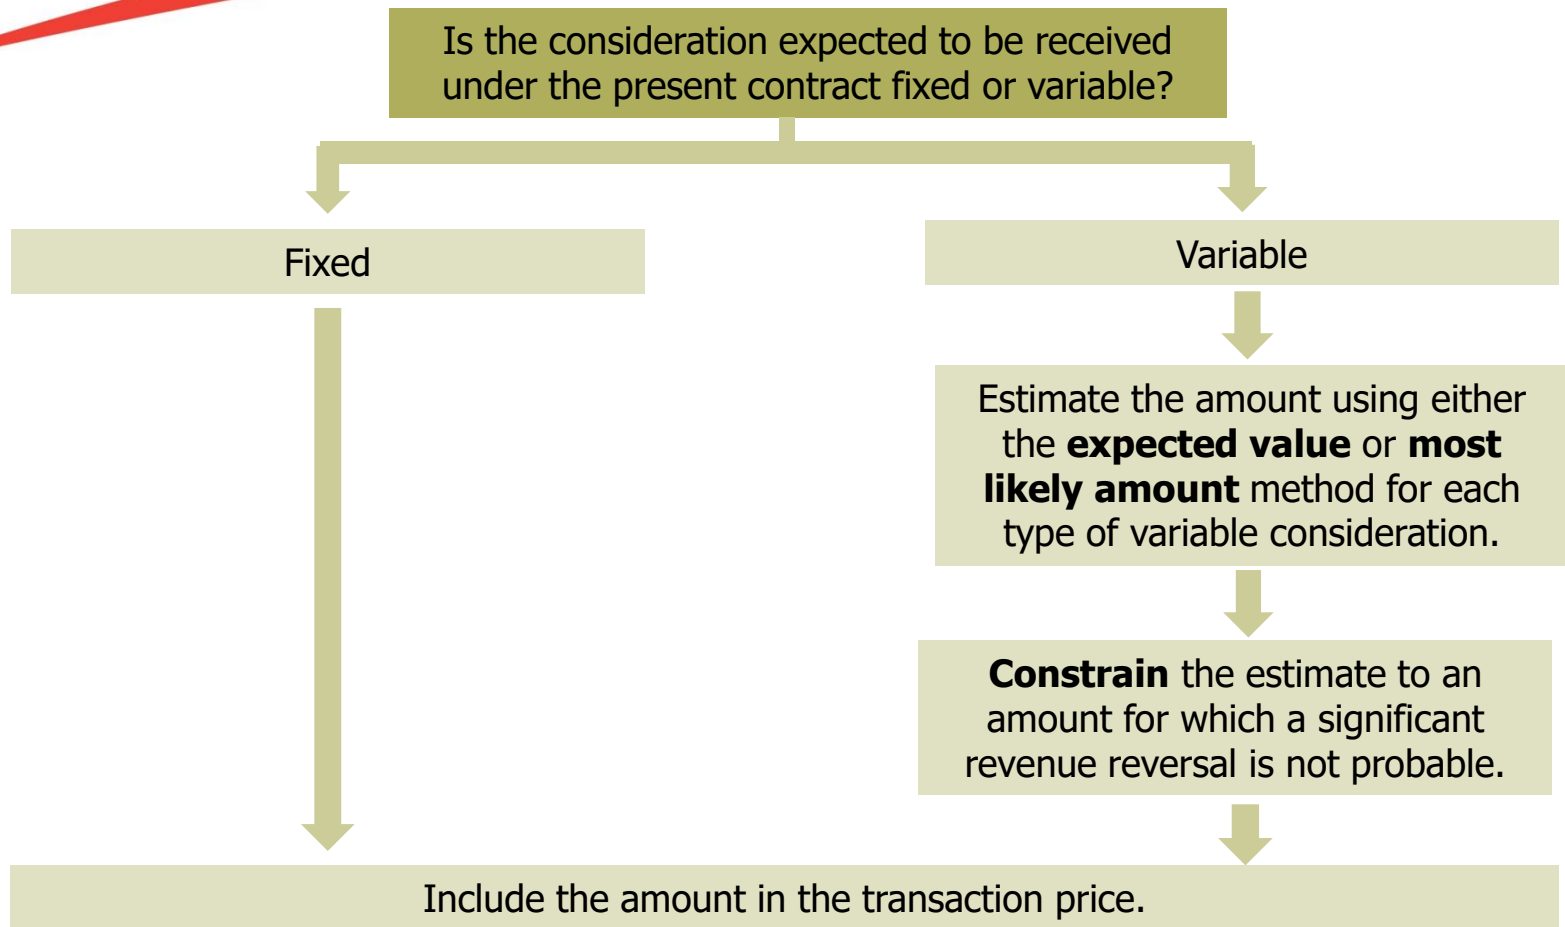 Is the consideration expected to be received
under the present contract fixed or variable?
Fixed
Variable
Estimate the amount using either
the expected value or most
likely amount method for each
type of variable consideration.
Constrain the estimate to an
amount for which a significant
revenue reversal is not probable.
Include the amount in the transaction price.